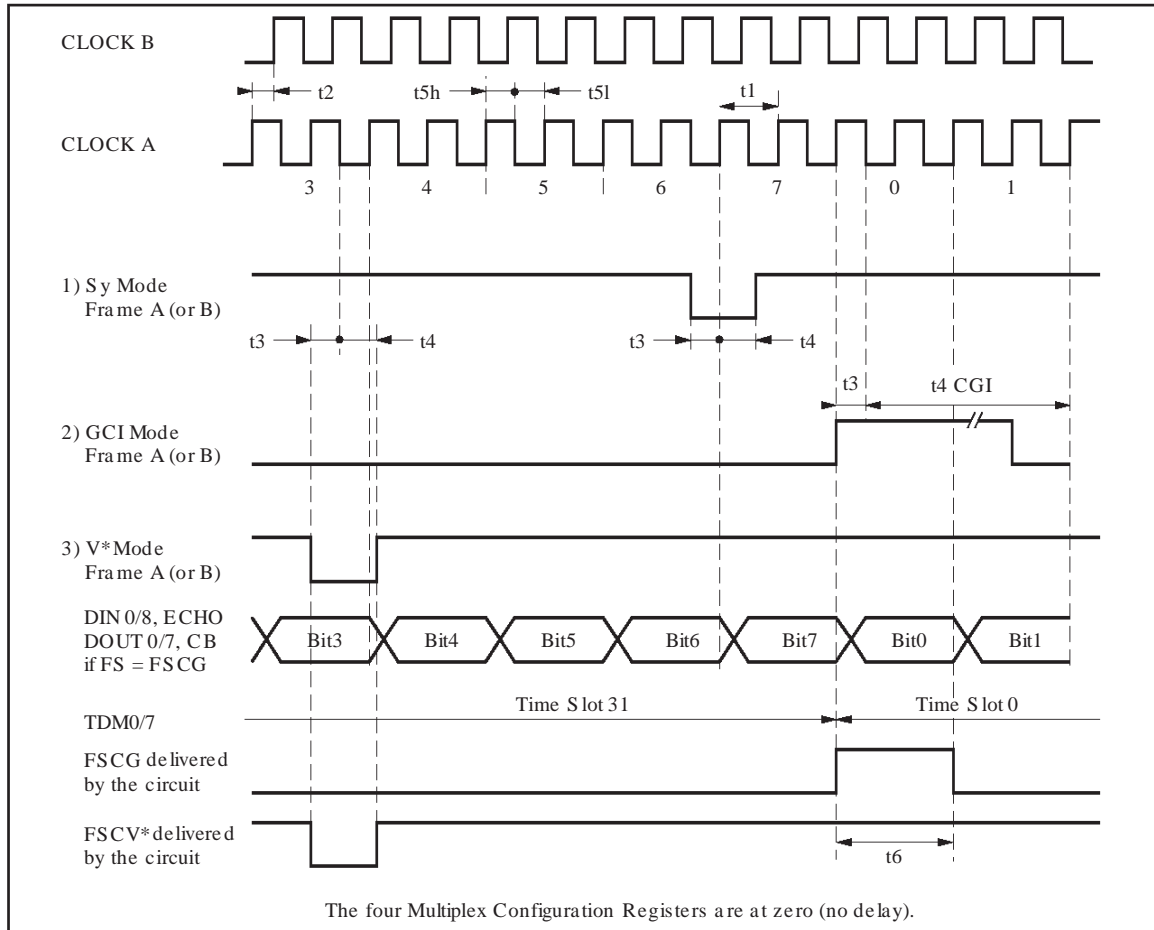 CLOCK B
t2
t5h
t5l
t1
CLOCK A
3 4 5 6 7 0 1
1) Sy Mode
Frame A (or B)
t3
t4
t3
t4
t3
t4 CGI
2) GCI Mode
Frame A (or B)
3) V* Mode
Frame A (or B)
DIN 0/8, ECHO
DOUT 0/7, CB
if FS = FSCG
Bit3 Bit4 Bit5 Bit6 Bit7 Bit0 Bit1
Time Slot 31
Time Slot 0
TDM0/7
FSCG delivered
by the circuit
FSCV* delivered
by the circuit
t6
The four Multiplex Configuration Registers are at zero (no delay).